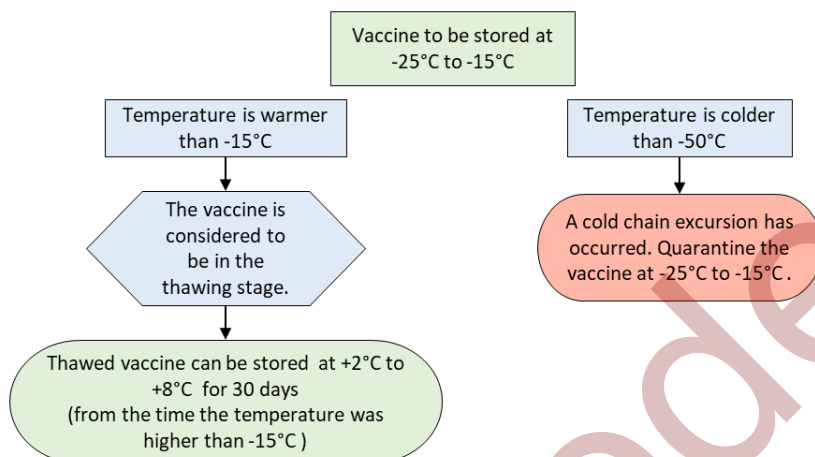 Vaccine to be stored at
-25°C to -15°C
Temperature is warmer
than -15°C
Temperature is colder
than -50°C
The vaccine is
considered to
be in the
thawing stage.
A cold chain excursion has
occurred. Quarantine the
vaccine at -25°C to -15°C .
Thawed vaccine can be stored at +2°C to
+8°C for 30 days
(from the time the temperature was
higher than -15°C )